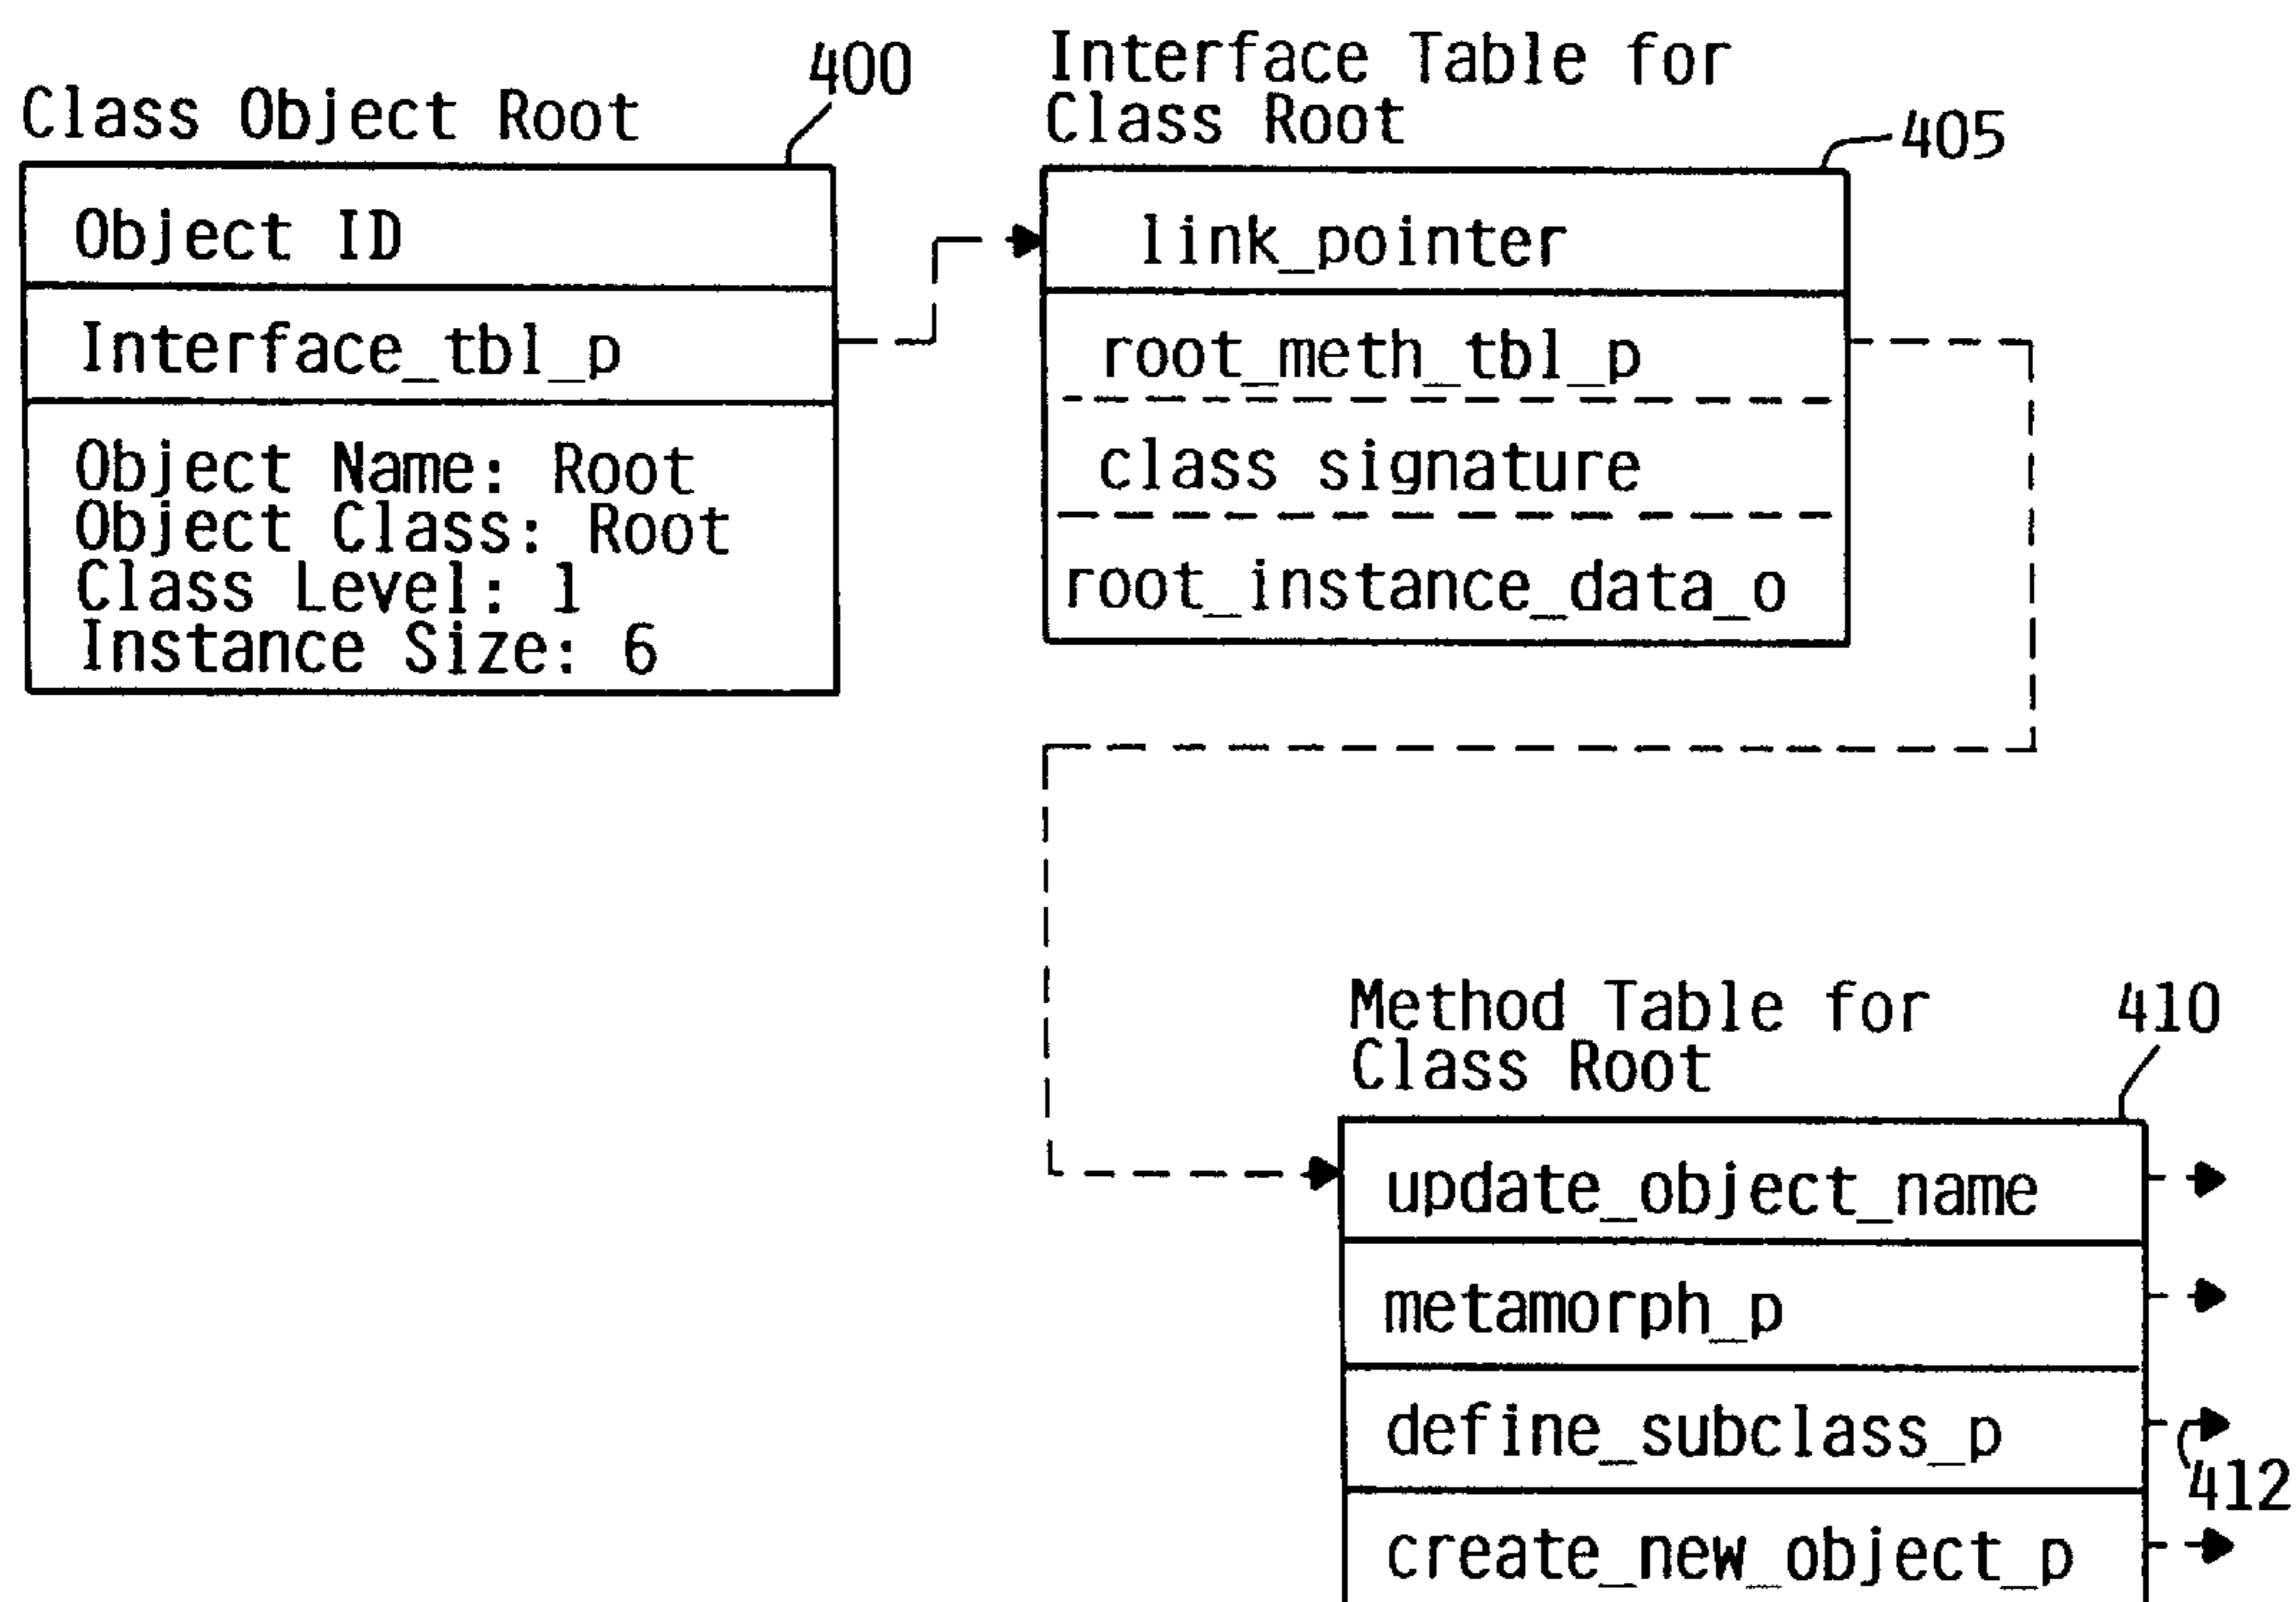 Class Object Root
400
Object ID
Interface_tbl_p
Object Name: Root
Object Class: Root
Class Level: 1
Instance Size: 6
Interface Table for
Class Root
405
link_pointer
root_meth_tbl_p
class signature
root_instance_data_o
Method Table for
Class Root
410
update_object_name
metamorph_p
define_subclass_p
412
create_new_object_p